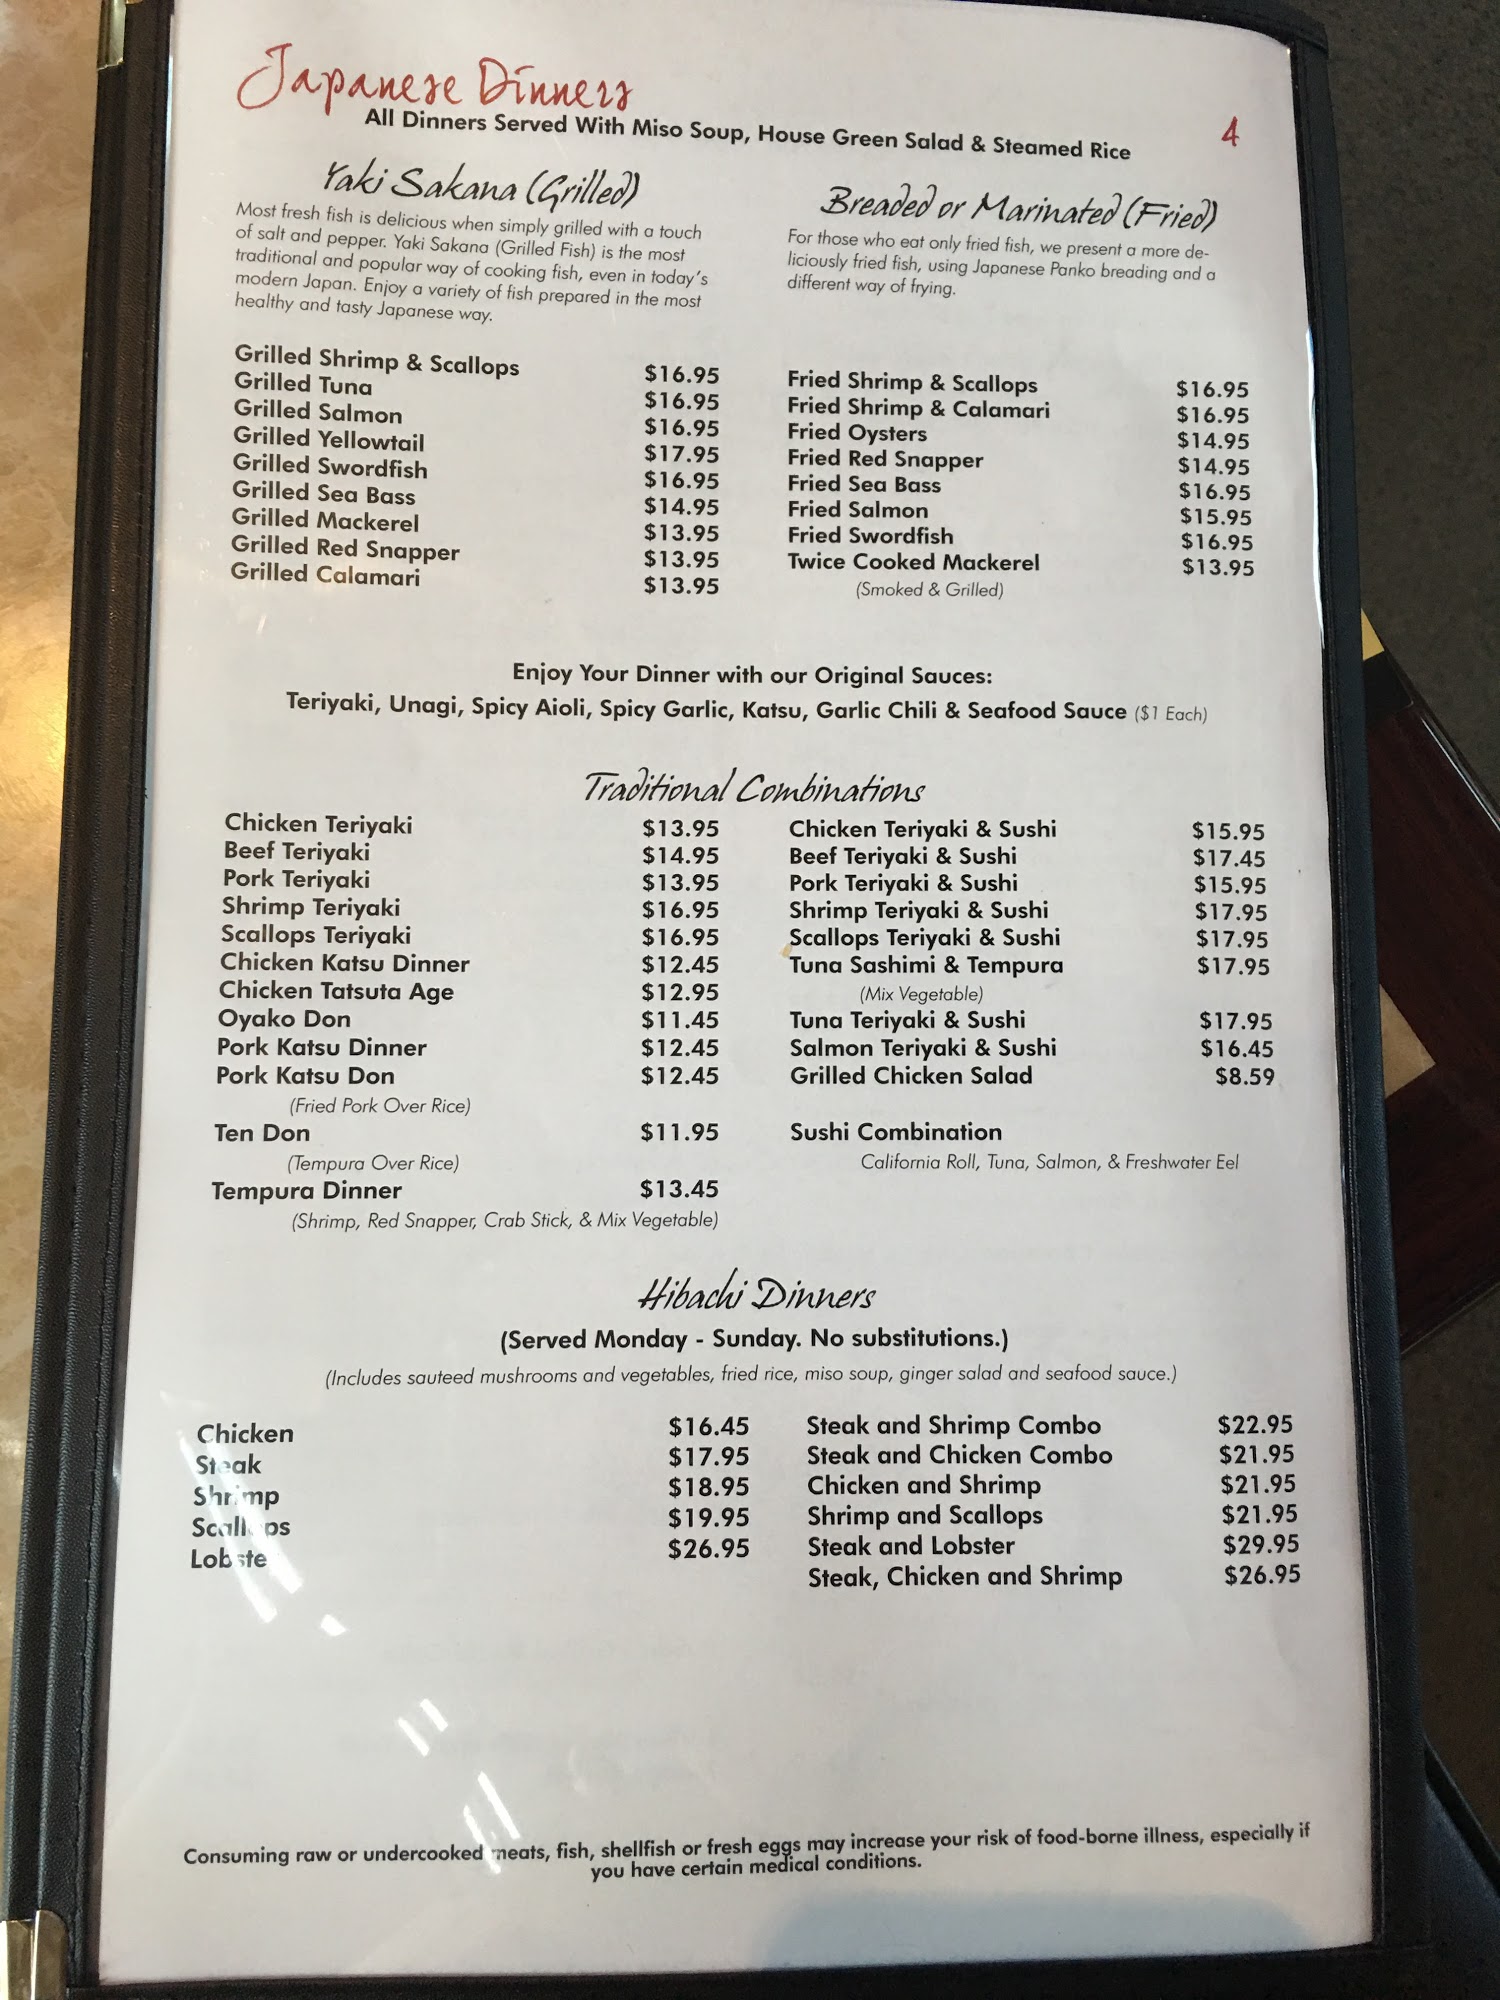 Japanese Dinners
4
All Dinners Served With Miso Soup, House Green Salad & Steamed Rice
Yaki Sakana (Grilled)
Most fresh fish is delicious when simply grilled with a touch
of salt and pepper. Yaki Sakana (Grilled Fish) is the most
traditional and popular way of cooking fish, even in today's
modern Japan. Enjoy a variety of fish prepared in the most
healthy and tasty Japanese way.
Grilled Shrimp & Scallops $16.95
Grilled Tuna $16.95
Grilled Salmon $16.95
Grilled Yellowtail $17.95
Grilled Swordfish $16.95
Grilled Sea Bass $14.95
Grilled Mackerel $13.95
Grilled Red Snapper $13.95
Grilled Calamari $13.95
Breaded or Marinated (Fried)
For those who eat only fried fish, we present a more de-
liciously fried fish, using Japanese Panko breading and a
different way of frying.
Fried Shrimp & Scallops $16.95
Fried Shrimp & Calamari $16.95
Fried Oysters $14.95
Fried Red Snapper $14.95
Fried Sea Bass $16.95
Fried Salmon $15.95
Fried Swordfish $16.95
Twice Cooked Mackerel $13.95
(Smoked & Grilled)
Enjoy Your Dinner with our Original Sauces:
Teriyaki, Unagi, Spicy Aioli, Spicy Garlic, Katsu, Garlic Chili & Seafood Sauce ($1 Each)
Traditional Combinations
Chicken Teriyaki $13.95
Beef Teriyaki $14.95
Pork Teriyaki $13.95
Shrimp Teriyaki $16.95
Scallops Teriyaki $16.95
Chicken Katsu Dinner $12.45
Chicken Tatsuta Age $12.95
Oyako Don $11.45
Pork Katsu Dinner $12.45
Pork Katsu Don $12.45
(Fried Pork Over Rice)
Ten Don $11.95
(Tempura Over Rice)
Tempura Dinner $13.45
(Shrimp, Red Snapper, Crab Stick, & Mix Vegetable)
Chicken Teriyaki & Sushi $15.95
Beef Teriyaki & Sushi $17.45
Pork Teriyaki & Sushi $15.95
Shrimp Teriyaki & Sushi $17.95
Scallops Teriyaki & Sushi $17.95
Tuna Sashimi & Tempura $17.95
(Mix Vegetable)
Tuna Teriyaki & Sushi $17.95
Salmon Teriyaki & Sushi $16.45
Grilled Chicken Salad $8.59
Sushi Combination
California Roll, Tuna, Salmon, & Freshwater Eel
Hibachi Dinners
(Served Monday - Sunday. No substitutions.)
(Includes sauteed mushrooms and vegetables, fried rice, miso soup, ginger salad and seafood sauce.)
Chicken $16.45
Steak $17.95
Shrimp $18.95
Scallops $19.95
Lobste $26.95
Steak and Shrimp Combo $22.95
Steak and Chicken Combo $21.95
Chicken and Shrimp $21.95
Shrimp and Scallops $21.95
Steak and Lobster $29.95
Steak, Chicken and Shrimp $26.95
Consuming raw or undercooked meats, fish, shellfish or fresh eggs may increase your risk of food-borne illness, especially if
you have certain medical conditions.